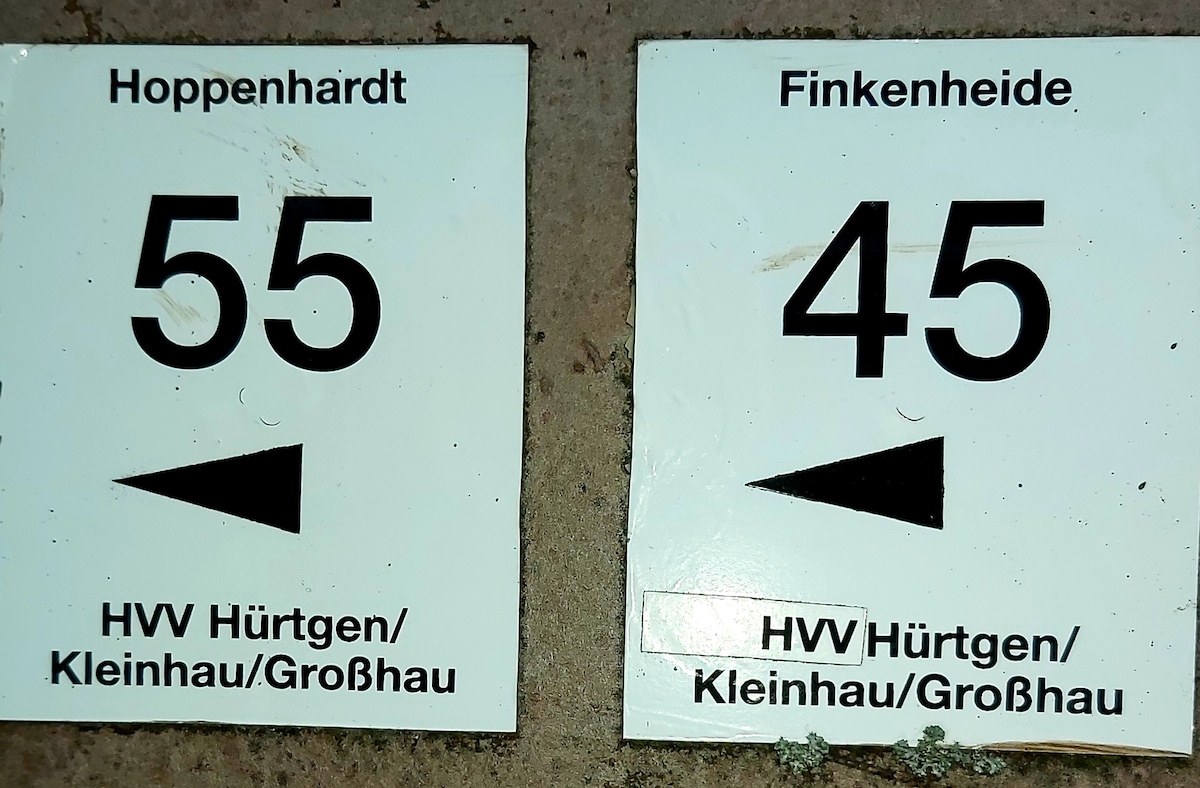 Hoppenhardt
55
HVV Hürtgen/
Kleinhau/Großhau
Finkenheide
45
HVV Hürtgen/
Kleinhau/Großhau